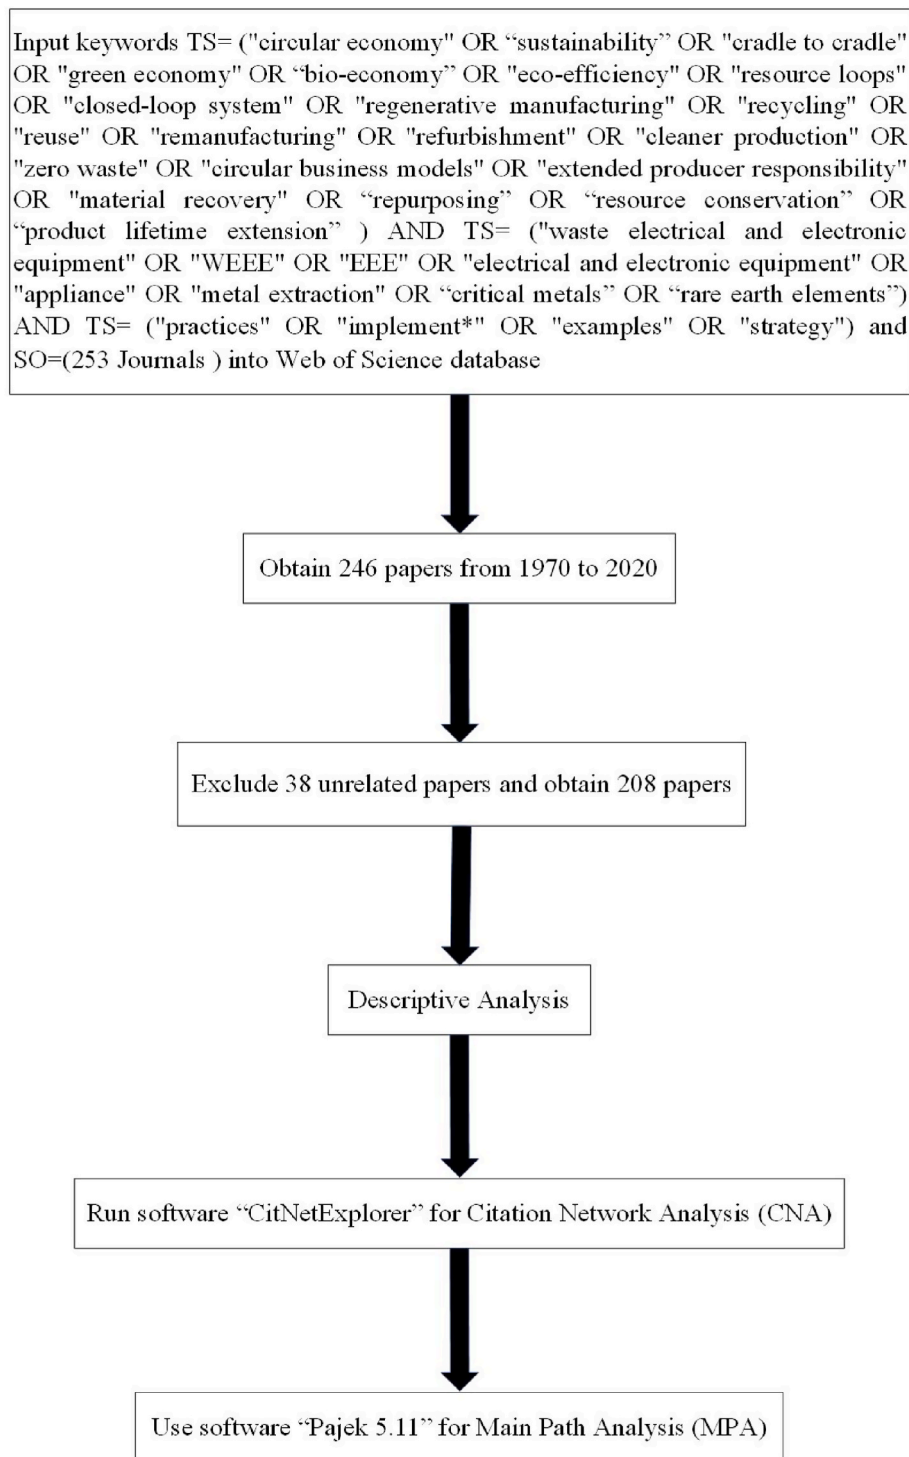 Input keywords TS= ("circular economy" OR “sustainability” OR "cradle to cradle"
OR "green economy" OR “bio-economy” OR "eco-efficiency" OR "resource loops"
OR "closed-loop system" OR "regenerative manufacturing" OR "recycling" OR
"reuse" OR "remanufacturing" OR "refurbishment" OR "cleaner production" OR
"zero waste" OR "circular business models" OR "extended producer responsibility"
OR "material recovery" OR “repurposing” OR “resource conservation” OR
“product lifetime extension” ) AND TS= ("waste electrical and electronic
equipment" OR "WEEE" OR "EEE" OR "electrical and electronic equipment" OR
"appliance" OR "metal extraction" OR “critical metals” OR “rare earth elements”)
AND TS= ("practices" OR "implement*" OR "examples" OR "strategy") and
SO=(253 Journals ) into Web of Science database
Obtain 246 papers from 1970 to 2020
Exclude 38 unrelated papers and obtain 208 papers
Descriptive Analysis
Run software “CitNetExplorer” for Citation Network Analysis (CNA)
Use software “Pajek 5.11” for Main Path Analysis (MPA)